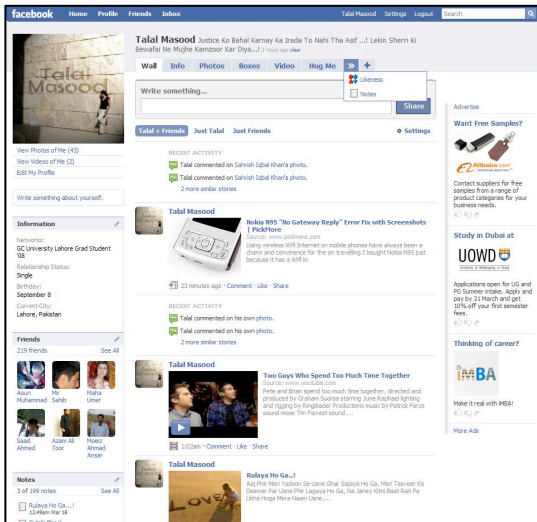 facebook Home Profile Friends Inbox Talal Masood Settings Logout Search
Talal Masood Justice Ko Bahal Karnay Ka Irada To Nahi Tha Asif ...! Lekin Sherri Ki
Bewafai Ne Mujhe Kamzoor Kar Diya...! 2 hours ago clear
Wall Info Photos Boxes Video Hug Me » +
Likeness
Notes
Write something...
Share
Talal + Friends Just Talal Just Friends Settings
Talal
Masood
View Photos of Me (43)
View Videos of Me (2)
Edit My Profile
Write something about yourself.
Information
Networks:
GC University Lahore Grad Student
'08
Relationship Status:
Single
Birthday:
September 8
Current City:
Lahore, Pakistan
Friends
219 friends See All
Aoun
Muhammad
Mir
Sahib
Maha
Umer
Saad
Ahmed
Azam Ali
Toor
Moeiz
Ahmad
Ansar
Notes
3 of 199 notes See All
Rulaya Ho Ga...!
12:49am Mar 18
RECENT ACTIVITY
Talal commented on Sahrish Iqbal Khan's photo.
Talal commented on Sahrish Iqbal Khan's photo.
2 more similar stories
Talal Masood
Nokia N95 "No Gateway Reply" Error Fix with Screenshots
| PickMore
Source: www.pickmore.com
Using wireless Wifi Internet on mobile phones have always been a
charm and convinence for the on traveling.I bought Nokia N95 just
because it has a Wifi in
23 minutes ago · Comment · Like · Share
RECENT ACTIVITY
Talal commented on his own photo.
Talal commented on his own photo.
2 more similar stories
Talal Masood
Two Guys Who Spend Too Much Time Together
Source: www.youtube.com
Pete and Brian spend too much time together. directed and
produced by Graham Suorsa starring June Raphael lighting
and rigging by Ringleader Productions music by Patrick Force
sound mixer Tim Forrest sound ...
1:02am · Comment · Like · Share
Talal Masood
Rulaya Ho Ga...!
Aaj Phir Meri Yadoon Se Usne Ghar Sajaya Ho Ga, Meri Tasveer Ko
Deewar Par Usne Phir Lagaya Ho Ga, Na Janey Kitni Baat Rait Pe
Likha Hoga Mera Naam Usne,...
LOVE
Advertise
Want Free Samples?
Alibaba.com
Contact suppliers for free
samples from a range of
product categories for your
business needs.
Study in Dubai at
UOWD
University of Wollongong in Dubai
Applications open for UG and
PG Summer intake. Apply and
pay by 31 March and get
10% off your first semester
fees.
Thinking of career?
iMBA
Make it real with iMBA!
More Ads